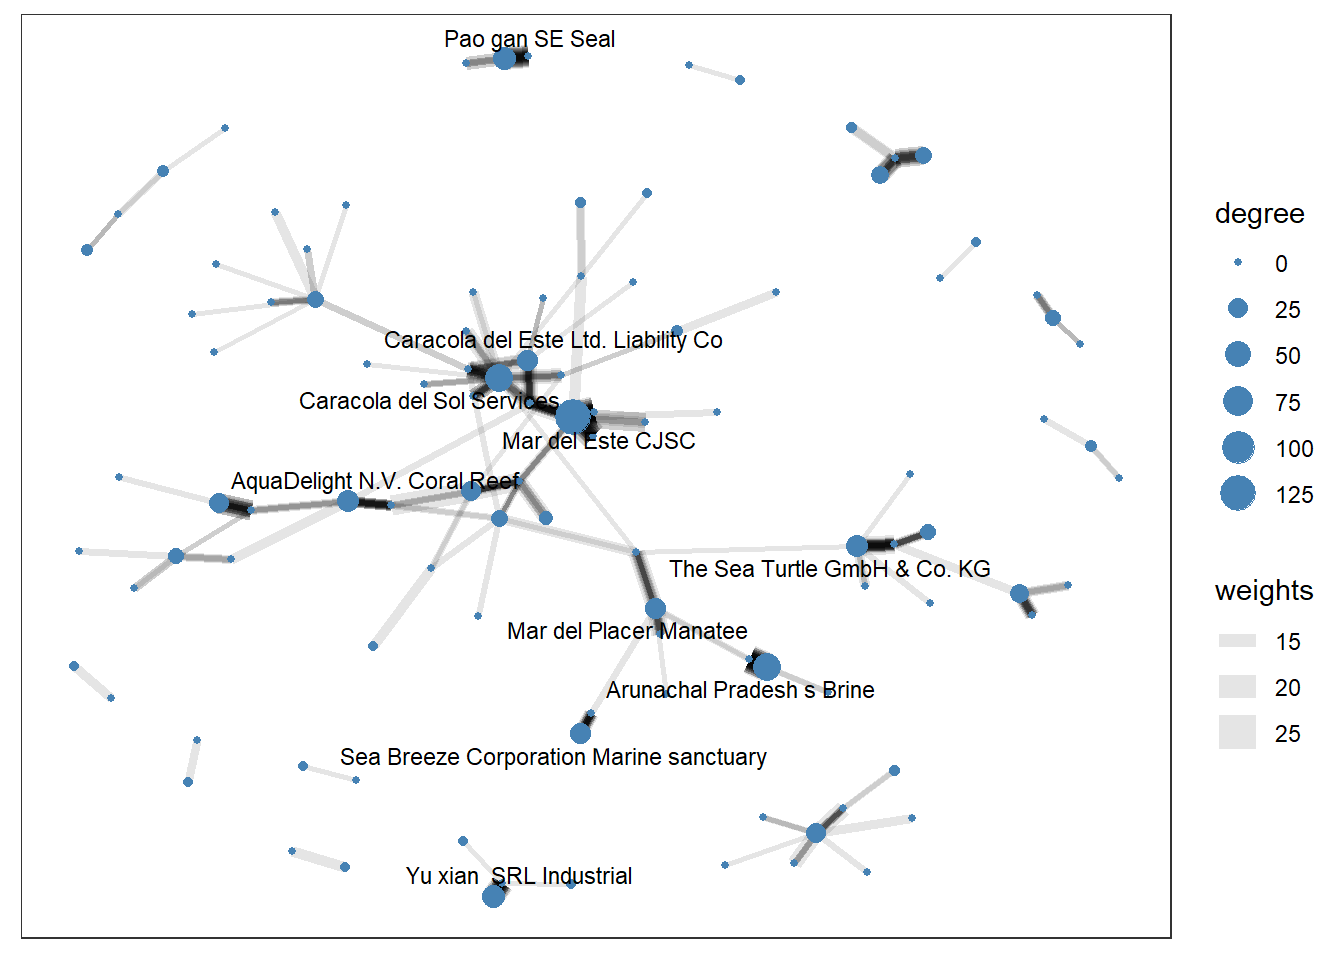 Pao gan SE Seal
Caracola del Este Ltd. Liability Co
Caracola del Sol Services
Mar del Este CJSC
AquaDelight N.V. Coral Reef
The Sea Turtle GmbH & Co. KG
Mar del Placer Manatee
Arunachal Pradesh s Brine
Sea Breeze Corporation Marine sanctuary
Yu xian  SRL Industrial
degree
0
25
50
75
100
125
weights
15
20
25